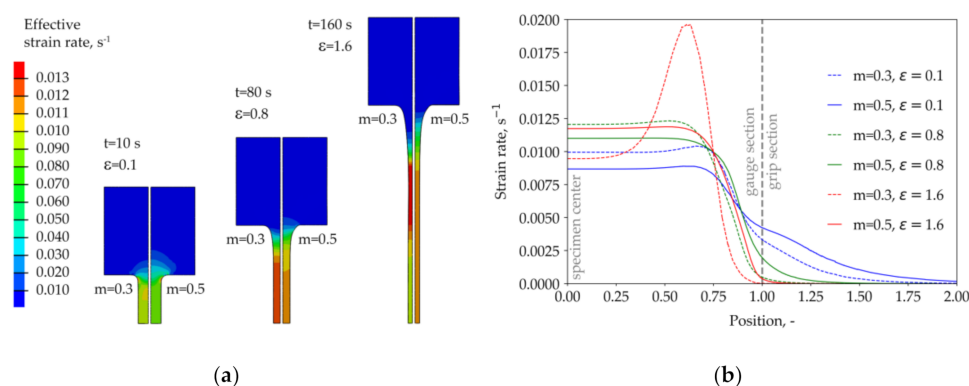 Effective
strain rate, s⁻¹
0.013
0.012
0.011
0.090
0.080
0.070
0.060
0.050
0.040
0.030
0.020
0.010
t=10 s
ε=0.1
m=0.3
m=0.5
t=80 s
ε=0.8
m=0.3
m=0.5
t=160 s
ε=1.6
m=0.3
m=0.5
(a)
Strain rate, s⁻¹
0.0200
0.0175
0.0150
0.0125
0.0100
0.0075
0.0050
0.0025
0.0000
0.00
0.25
0.50
0.75
1.00
1.25
1.50
1.75
2.00
Position, -
specimen center
gauge section
grip section
m=0.3, ε = 0.1
m=0.5, ε = 0.1
m=0.3, ε = 0.8
m=0.5, ε = 0.8
m=0.3, ε = 1.6
m=0.5, ε = 1.6
(b)